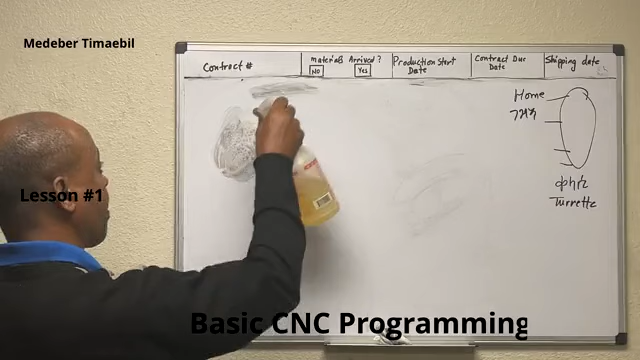 Medeber Timaebil
Contract #
Materials Arrived ?
NO
Yes
Production Start
Date
Contract Due
Date
Shipping date
Home
Lesson #1
Turrette
Basic CNC Programming